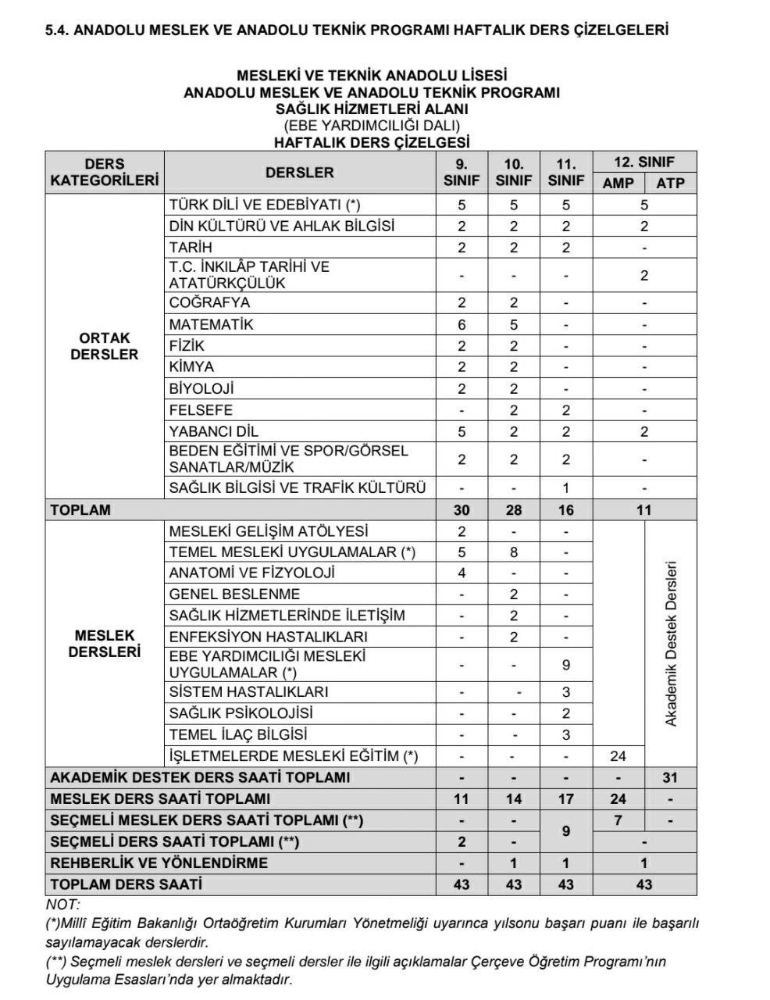 5.4. ANADOLU MESLEK VE ANADOLU TEKNİK PROGRAMI HAFTALIK DERS ÇİZELGELERİ
MESLEKİ VE TEKNİK ANADOLU LİSESİ
ANADOLU MESLEK VE ANADOLU TEKNİK PROGRAMI
SAĞLIK HİZMETLERİ ALANI
(EBE YARDIMCILIĞI DALI)
HAFTALIK DERS ÇİZELGESİ
DERS KATEGORİLERİ DERSLER 9. SINIF 10. SINIF 11. SINIF 12. SINIF
AMP ATP
ORTAK DERSLER
TÜRK DİLİ VE EDEBİYATI (*) 5 5 5 5
DİN KÜLTÜRÜ VE AHLAK BİLGİSİ 2 2 2 2
TARİH 2 2 2 -
T.C. İNKILÂP TARİHİ VE
ATATÜRKÇÜLÜK - - - 2
COĞRAFYA 2 2 - -
MATEMATİK 6 5 - -
FİZİK 2 2 - -
KİMYA 2 2 - -
BİYOLOJİ 2 2 - -
FELSEFE - 2 2 -
YABANCI DİL 5 2 2 2
BEDEN EĞİTİMİ VE SPOR/GÖRSEL
SANATLAR/MÜZİK 2 2 2 -
SAĞLIK BİLGİSİ VE TRAFİK KÜLTÜRÜ - - 1 -
TOPLAM 30 28 16 11
MESLEK DERSLERİ
MESLEKİ GELİŞİM ATÖLYESİ 2 - -
TEMEL MESLEKİ UYGULAMALAR (*) 5 8 -
ANATOMİ VE FİZYOLOJİ 4 - -
GENEL BESLENME - 2 -
SAĞLIK HİZMETLERİNDE İLETİŞİM - 2 -
ENFEKSİYON HASTALIKLARI - 2 -
EBE YARDIMCILIĞI MESLEKİ
UYGULAMALAR (*) - - 9
SİSTEM HASTALIKLARI - - 3
SAĞLIK PSİKOLOJİSİ - - 2
TEMEL İLAÇ BİLGİSİ - - 3
İŞLETMELERDE MESLEKİ EĞİTİM (*) - - - 24
Akademik Destek Dersleri
AKADEMİK DESTEK DERS SAATİ TOPLAMI - - - - 31
MESLEK DERS SAATİ TOPLAMI 11 14 17 24 -
SEÇMELİ MESLEK DERS SAATİ TOPLAMI (**) - - 9 7 -
SEÇMELİ DERS SAATİ TOPLAMI (**) 2 - -
REHBERLİK VE YÖNLENDİRME - 1 1 1
TOPLAM DERS SAATİ 43 43 43 43
NOT:
(*)Millî Eğitim Bakanlığı Ortaöğretim Kurumları Yönetmeliği uyarınca yılsonu başarı puanı ile başarılı
sayılamayacak derslerdir.
(**) Seçmeli meslek dersleri ve seçmeli dersler ile ilgili açıklamalar Çerçeve Öğretim Programı'nın
Uygulama Esasları'nda yer almaktadır.